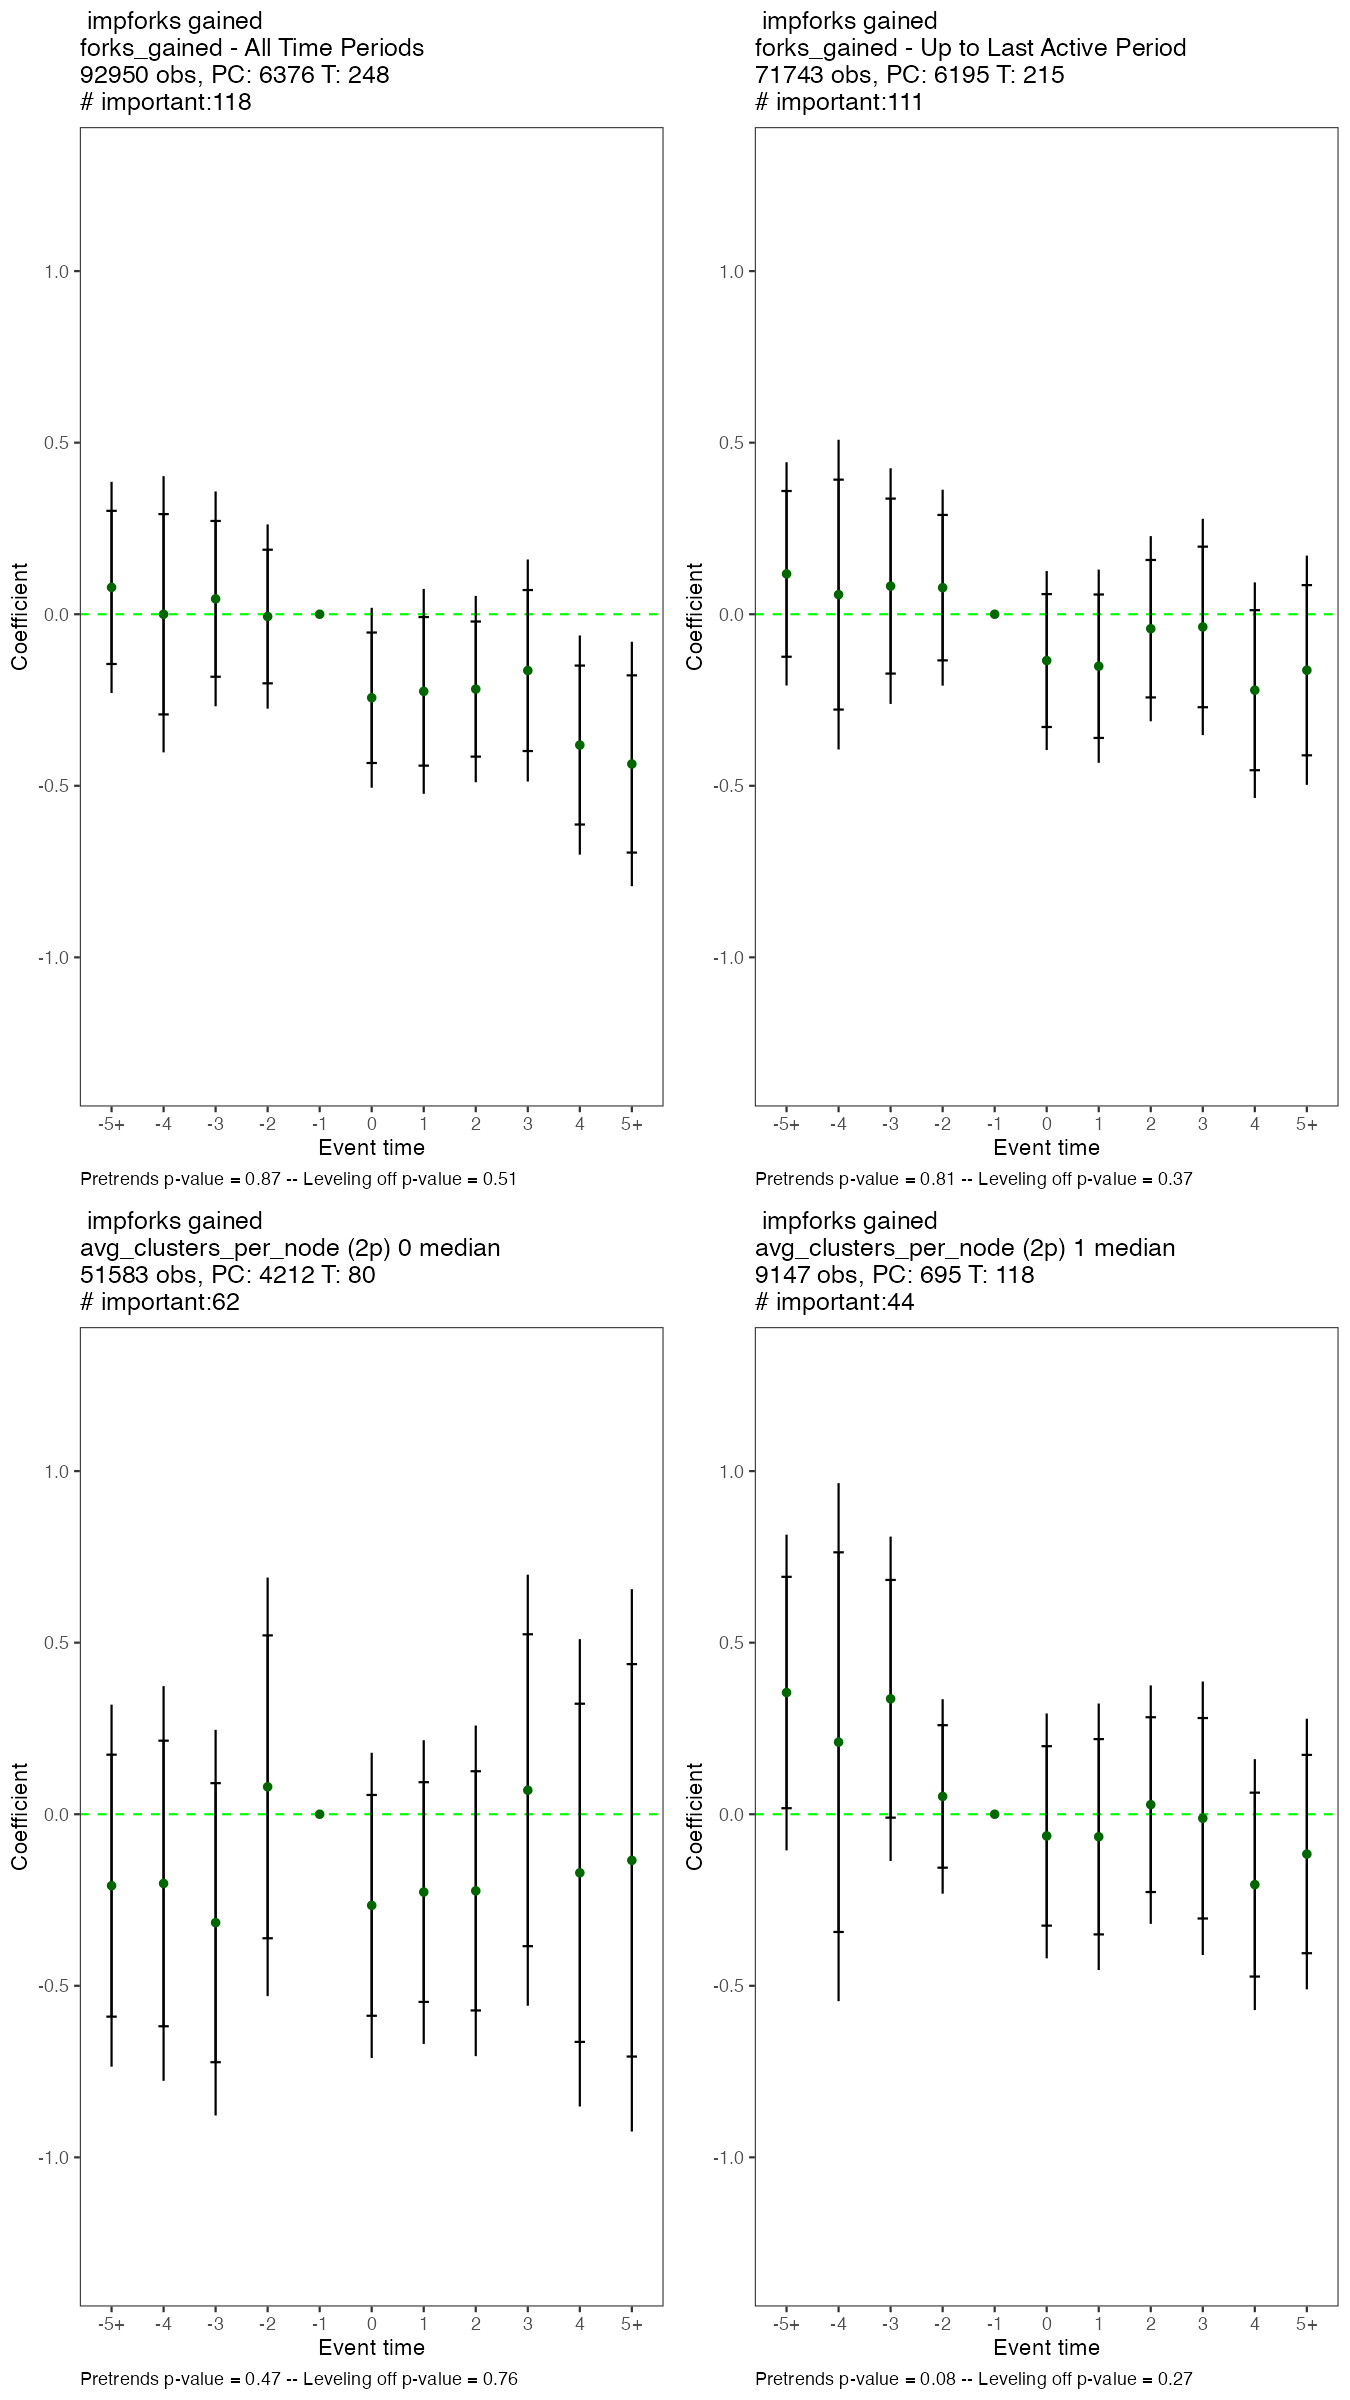 impforks gained
forks_gained - All Time Periods
92950 obs, PC: 6376 T: 248
# important:118
Coefficient
1.0
0.5
0.0
-0.5
-1.0
-5+ -4 -3 -2 -1 0 1 2 3 4 5+
Event time
Pretrends p-value = 0.87 -- Leveling off p-value = 0.51
impforks gained
forks_gained - Up to Last Active Period
71743 obs, PC: 6195 T: 215
# important:111
Coefficient
1.0
0.5
0.0
-0.5
-1.0
-5+ -4 -3 -2 -1 0 1 2 3 4 5+
Event time
Pretrends p-value = 0.81 -- Leveling off p-value = 0.37
impforks gained
avg_clusters_per_node (2p) 0 median
51583 obs, PC: 4212 T: 80
# important:62
Coefficient
1.0
0.5
0.0
-0.5
-1.0
-5+ -4 -3 -2 -1 0 1 2 3 4 5+
Event time
Pretrends p-value = 0.47 -- Leveling off p-value = 0.76
impforks gained
avg_clusters_per_node (2p) 1 median
9147 obs, PC: 695 T: 118
# important:44
Coefficient
1.0
0.5
0.0
-0.5
-1.0
-5+ -4 -3 -2 -1 0 1 2 3 4 5+
Event time
Pretrends p-value = 0.08 -- Leveling off p-value = 0.27